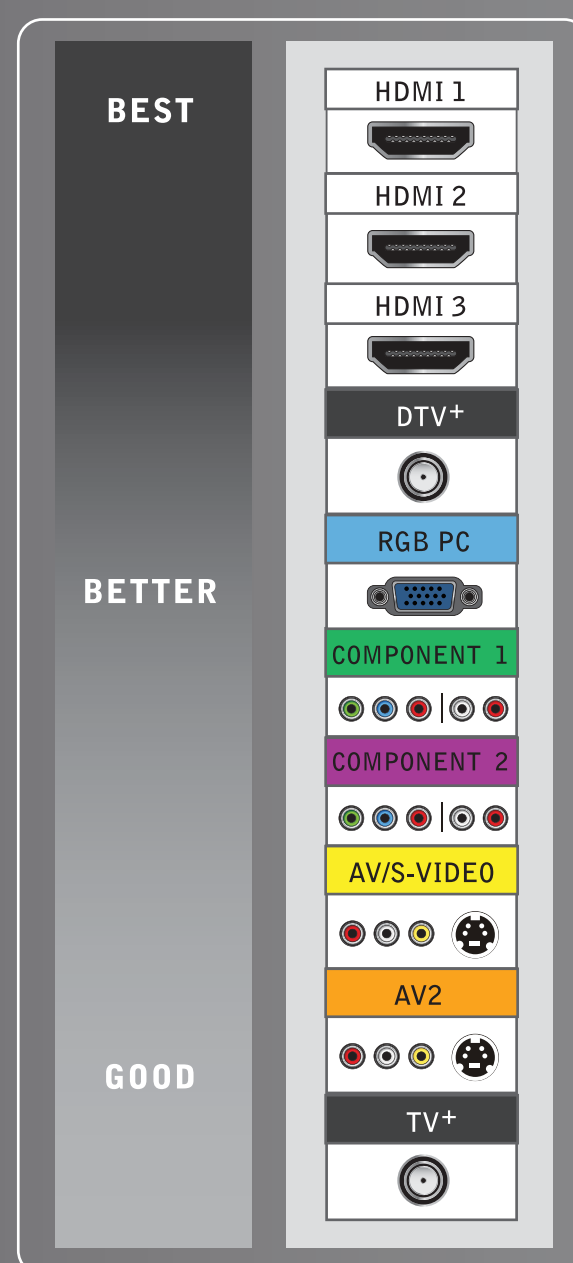 BEST
BETTER
GOOD
HDMI 1
HDMI 2
HDMI 3
DTV+
RGB PC
COMPONENT 1
COMPONENT 2
AV/S-VIDEO
AV2
TV+